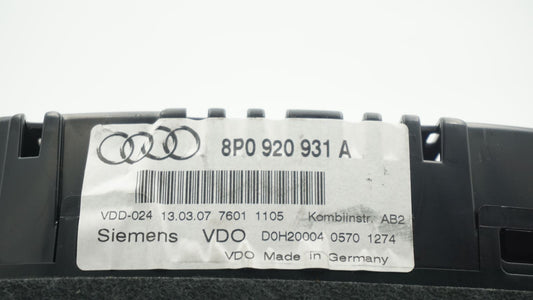 8P0 920 931 A
VDD-024 13.03.07 7601 1105 Kombiinstr. AB2
Siemens VDO D0H20004 0570 1274
VDO Made in Germany